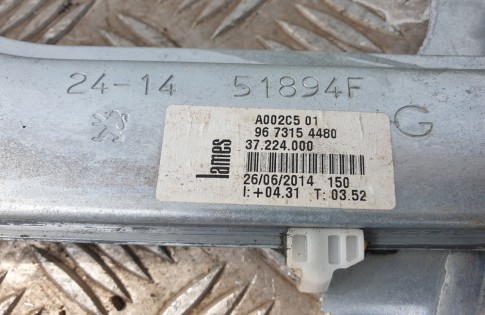 24-14 51894F
G
A002C5 01
96 7315 4480
37.224.000
lames
26/06/2014 150
I:+04.31 T: 03.52